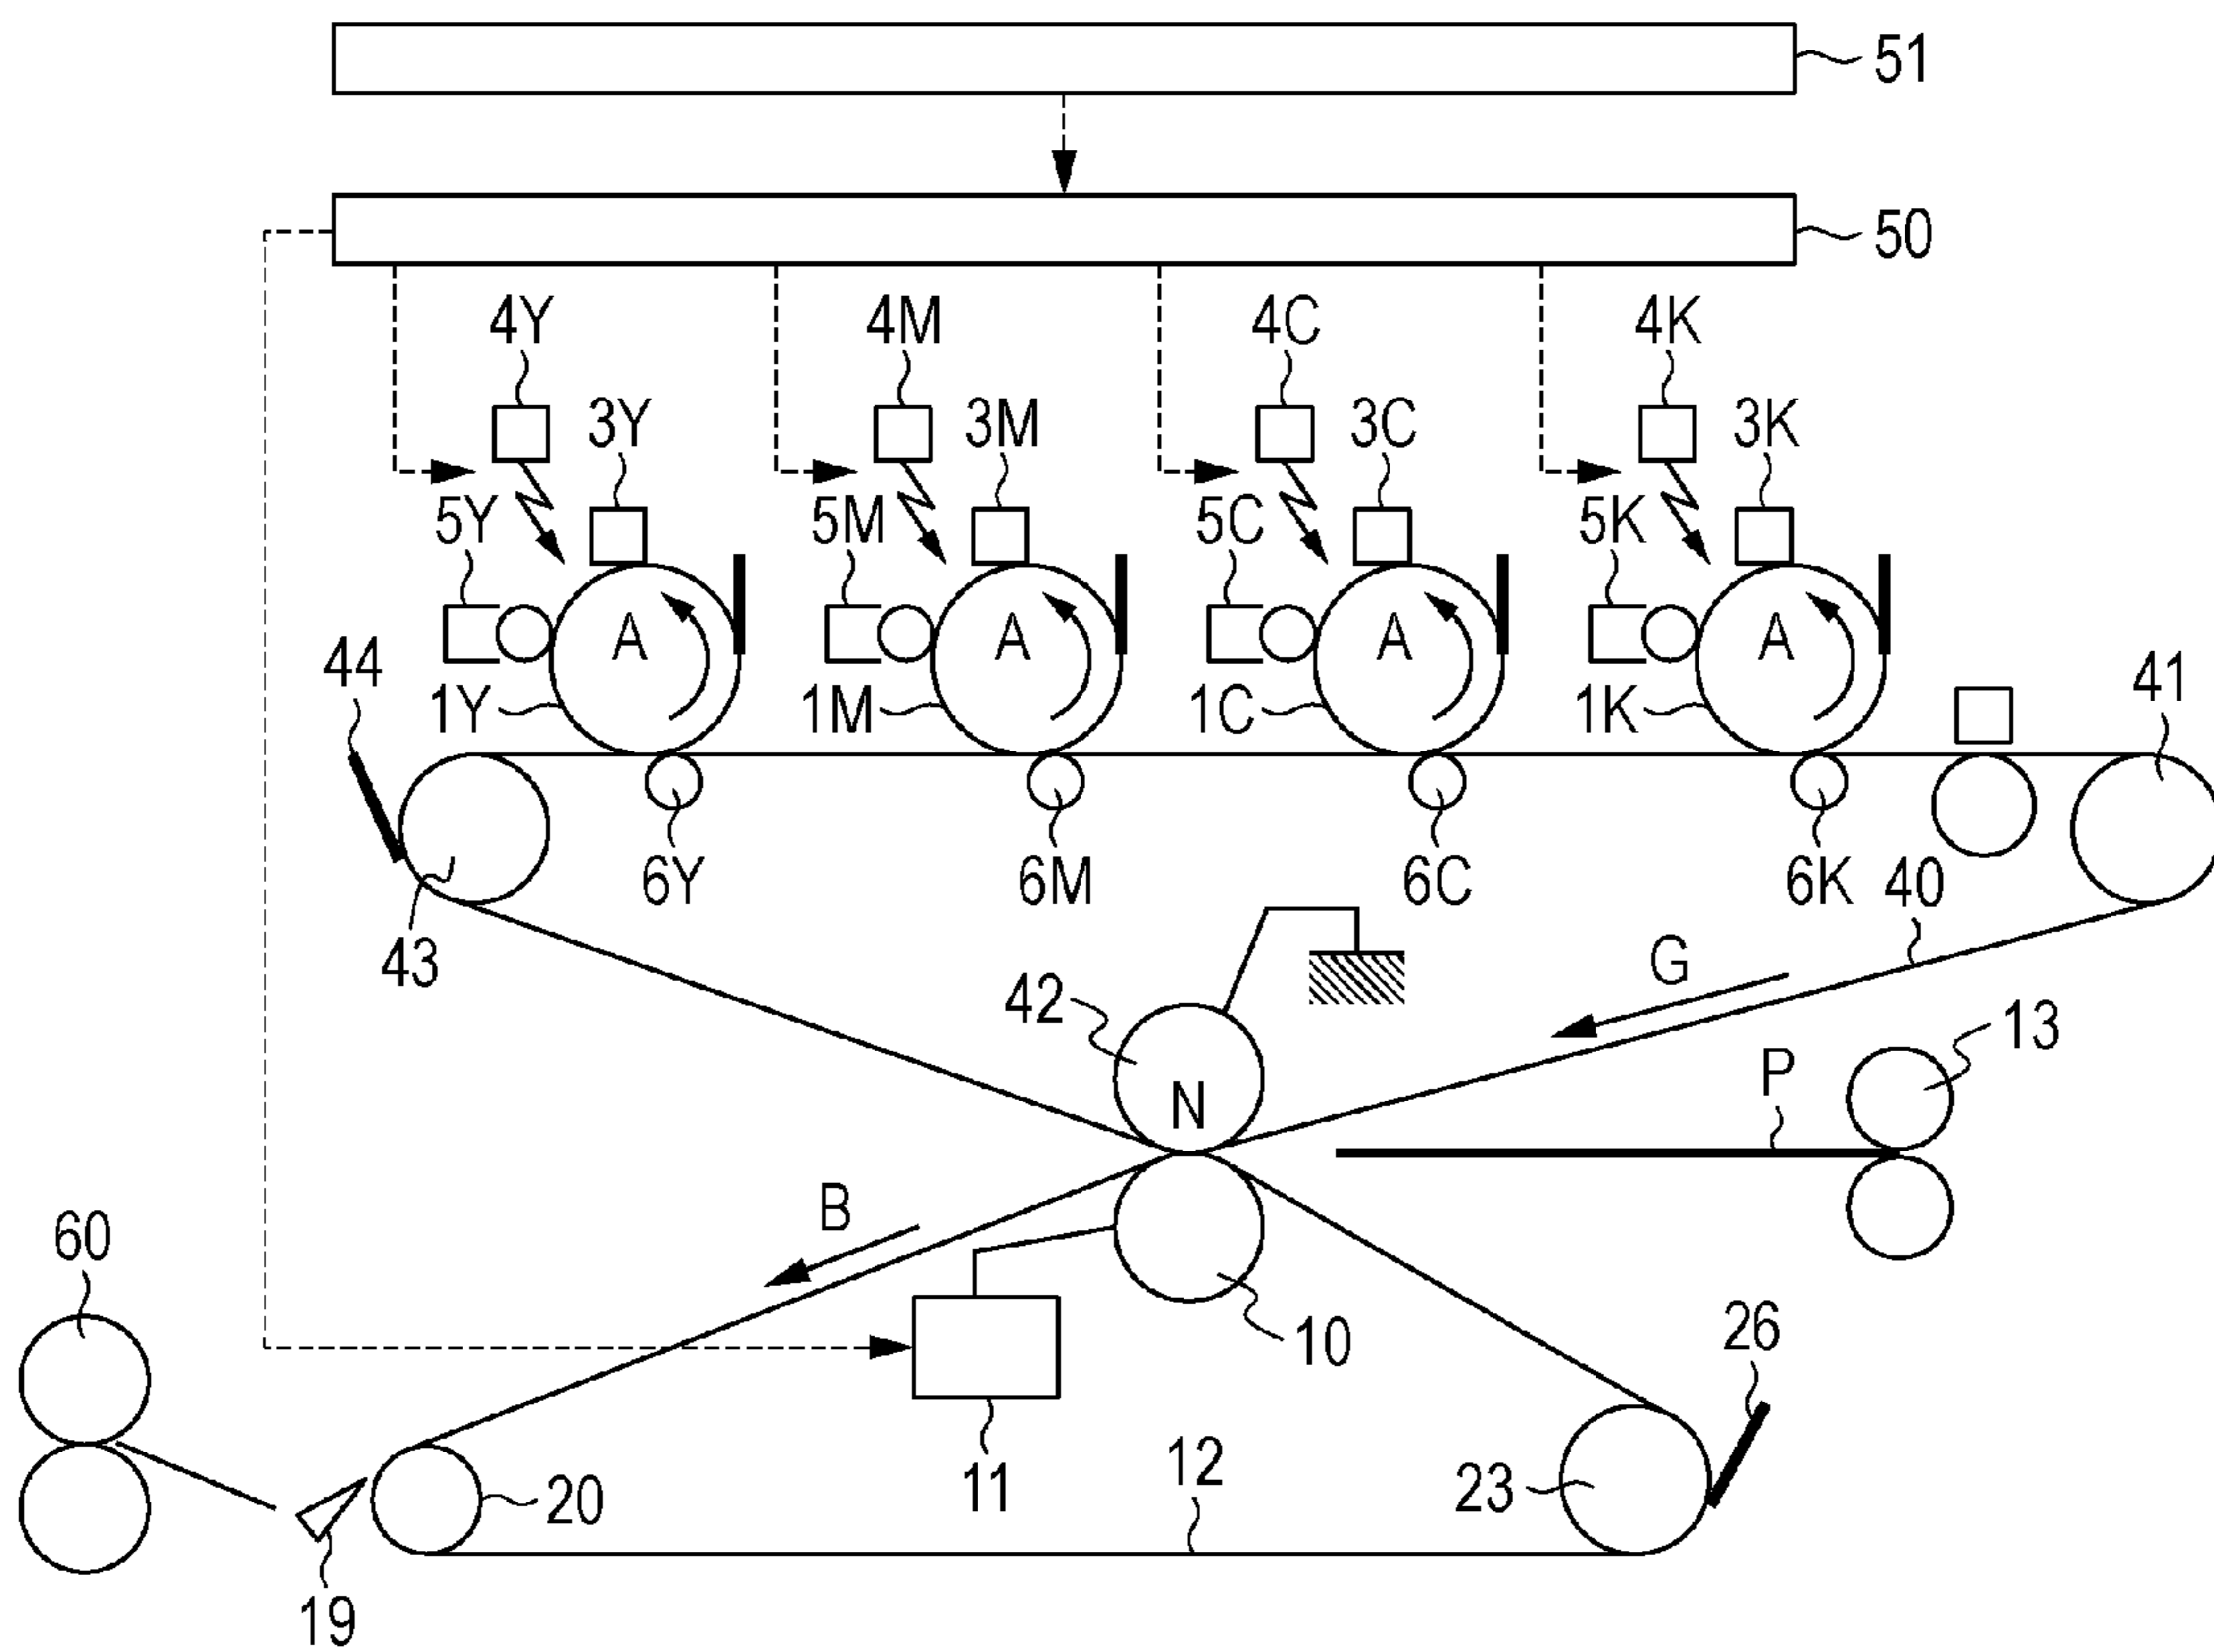 51
50
4Y 4M 4C 4K
3Y 3M 3C 3K
5Y 5M 5C 5K
A A A A
44 41
1Y 1M 1C 1K
6Y 6M 6C 6K 40
43 G
42 13
P
N
B
60
10 26
11 12 23
20
19